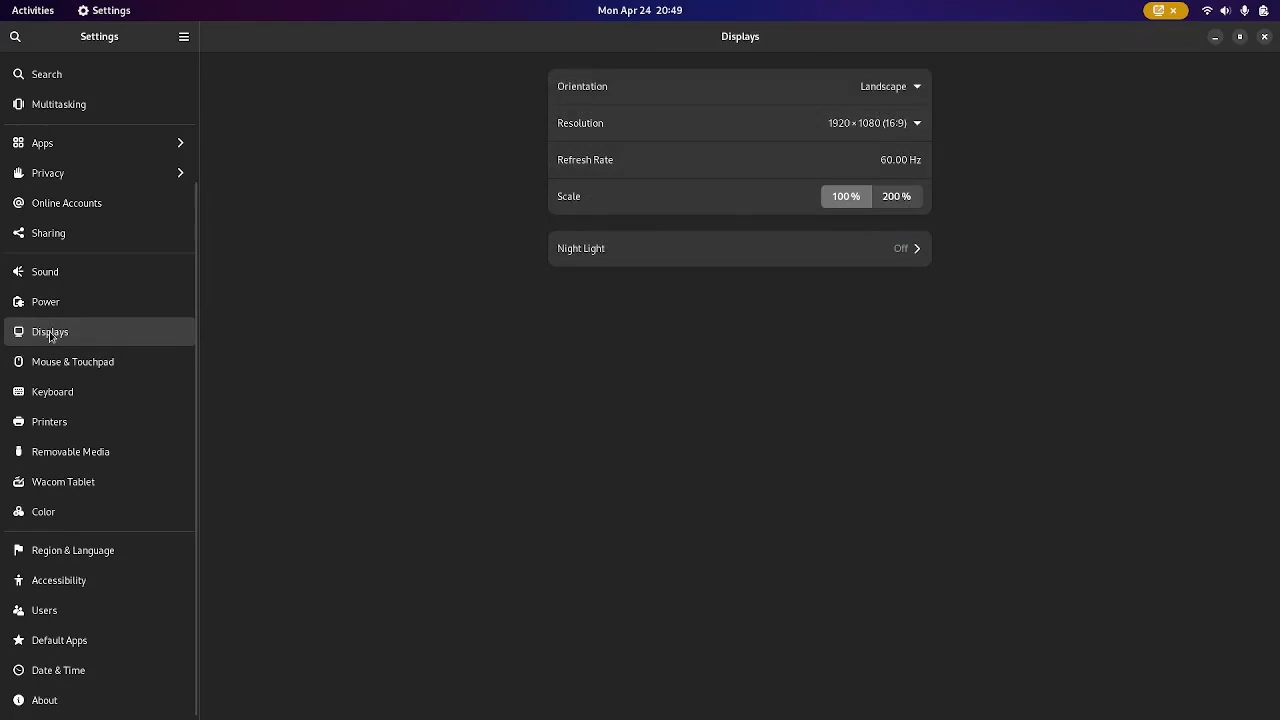 Activities Settings Mon Apr 24 20:49
Settings Displays
Search
Multitasking
Apps
Privacy
Online Accounts
Sharing
Sound
Power
Displays
Mouse & Touchpad
Keyboard
Printers
Removable Media
Wacom Tablet
Color
Region & Language
Accessibility
Users
Default Apps
Date & Time
About
Orientation Landscape
Resolution 1920 × 1080 (16:9)
Refresh Rate 60.00 Hz
Scale 100 % 200 %
Night Light Off